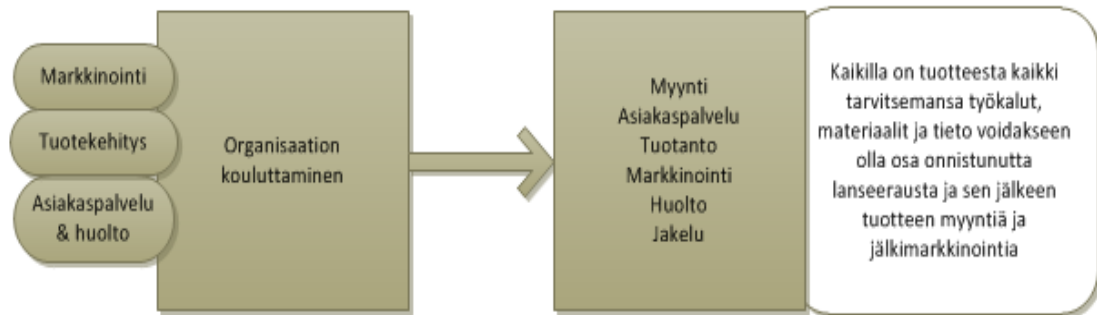 Markkinointi
Tuotekehitys
Asiakaspalvelu
& huolto
Organisaation
kouluttaminen
Myynti
Asiakaspalvelu
Tuotanto
Markkinointi
Huolto
Jakelu
Kaikilla on tuotteesta kaikki
tarvitsemansa työkalut,
materiaalit ja tieto voidakseen
olla osa onnistunutta
lanseerausta ja sen jälkeen
tuotteen myyntiä ja
jälkimarkkinointia